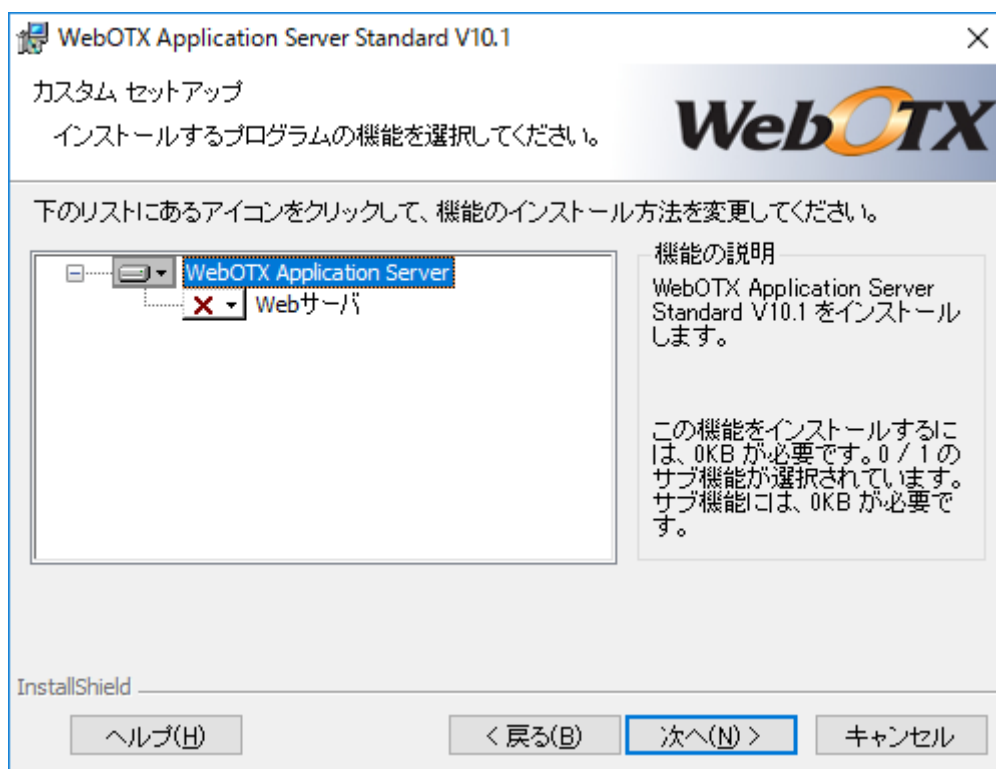 WebOTX Application Server Standard V10.1
カスタム セットアップ
インストールするプログラムの機能を選択してください。
WebOTX
下のリストにあるアイコンをクリックして、機能のインストール方法を変更してください。
WebOTX Application Server
Webサーバ
機能の説明
WebOTX Application Server
Standard V10.1 をインストール
します。
この機能をインストールするに
は、0KB が必要です。0 / 1 の
サブ機能が選択されています。
サブ機能には、0KB が必要で
す。
InstallShield
ヘルプ(H)
< 戻る(B)
次へ(N) >
キャンセル